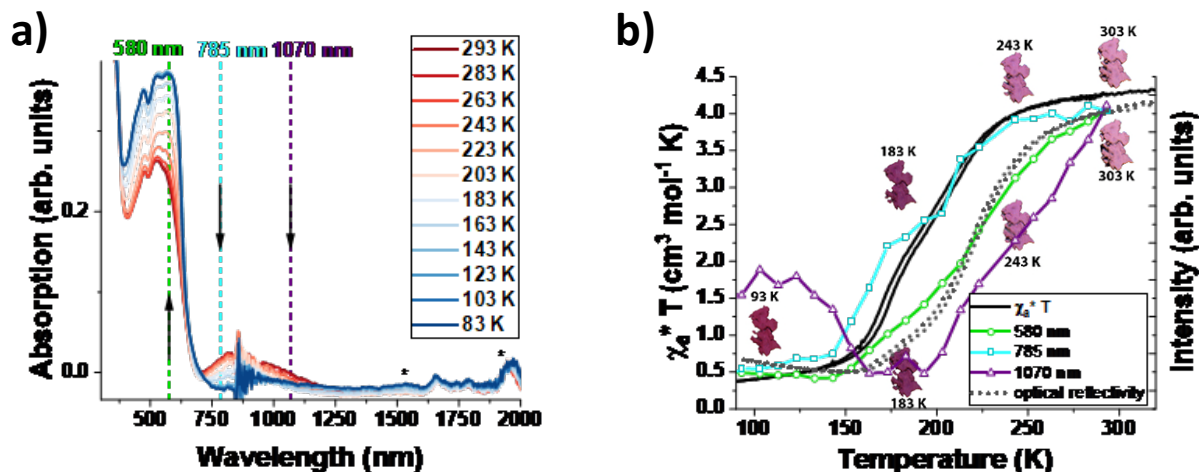 a)
580 nm 785 nm 1070 nm
293 K
283 K
263 K
243 K
223 K
203 K
183 K
163 K
143 K
123 K
103 K
83 K
Absorption (arb. units)
0.2
0.0
*
*
500 750 1000 1250 1500 1750 2000
Wavelength (nm)
b)
243 K
303 K
183 K
303 K
243 K
93 K
183 K
χₐ* T (cm³ mol⁻¹ K)
4.5
4.0
3.5
3.0
2.5
2.0
1.5
1.0
0.5
0.0
χₐ* T
580 nm
785 nm
1070 nm
optical reflectivity
Intensity (arb. units)
100 150 200 250 300
Temperature (K)